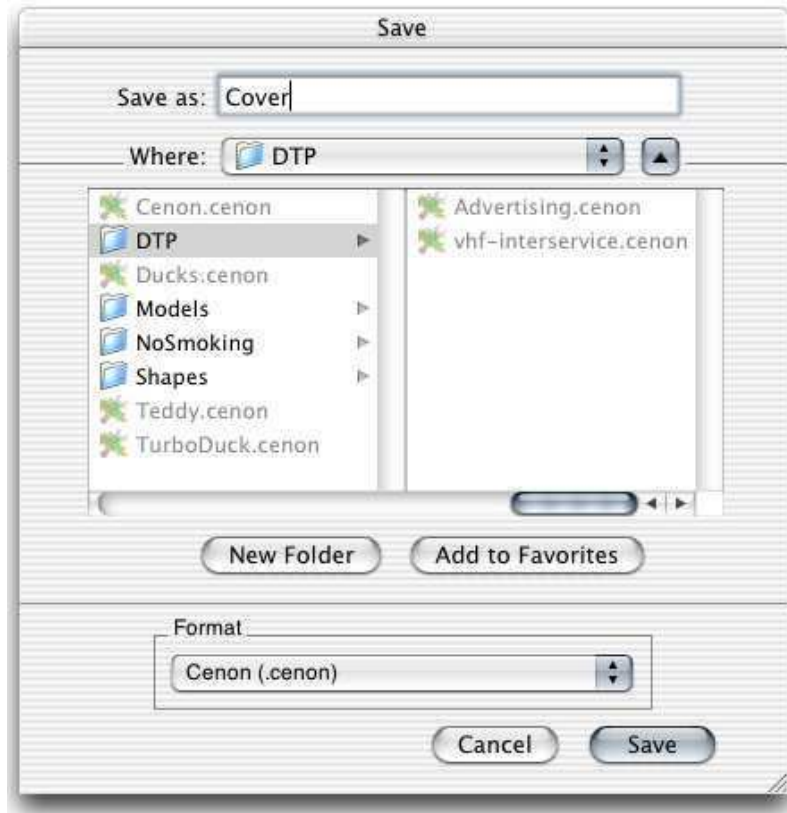 Save
Save as: Cover
Where: DTP
Cenon.cenon
DTP
Ducks.cenon
Models
NoSmoking
Shapes
Teddy.cenon
TurboDuck.cenon
Advertising.cenon
vhf-interservice.cenon
New Folder Add to Favorites
Format
Cenon (.cenon)
Cancel Save